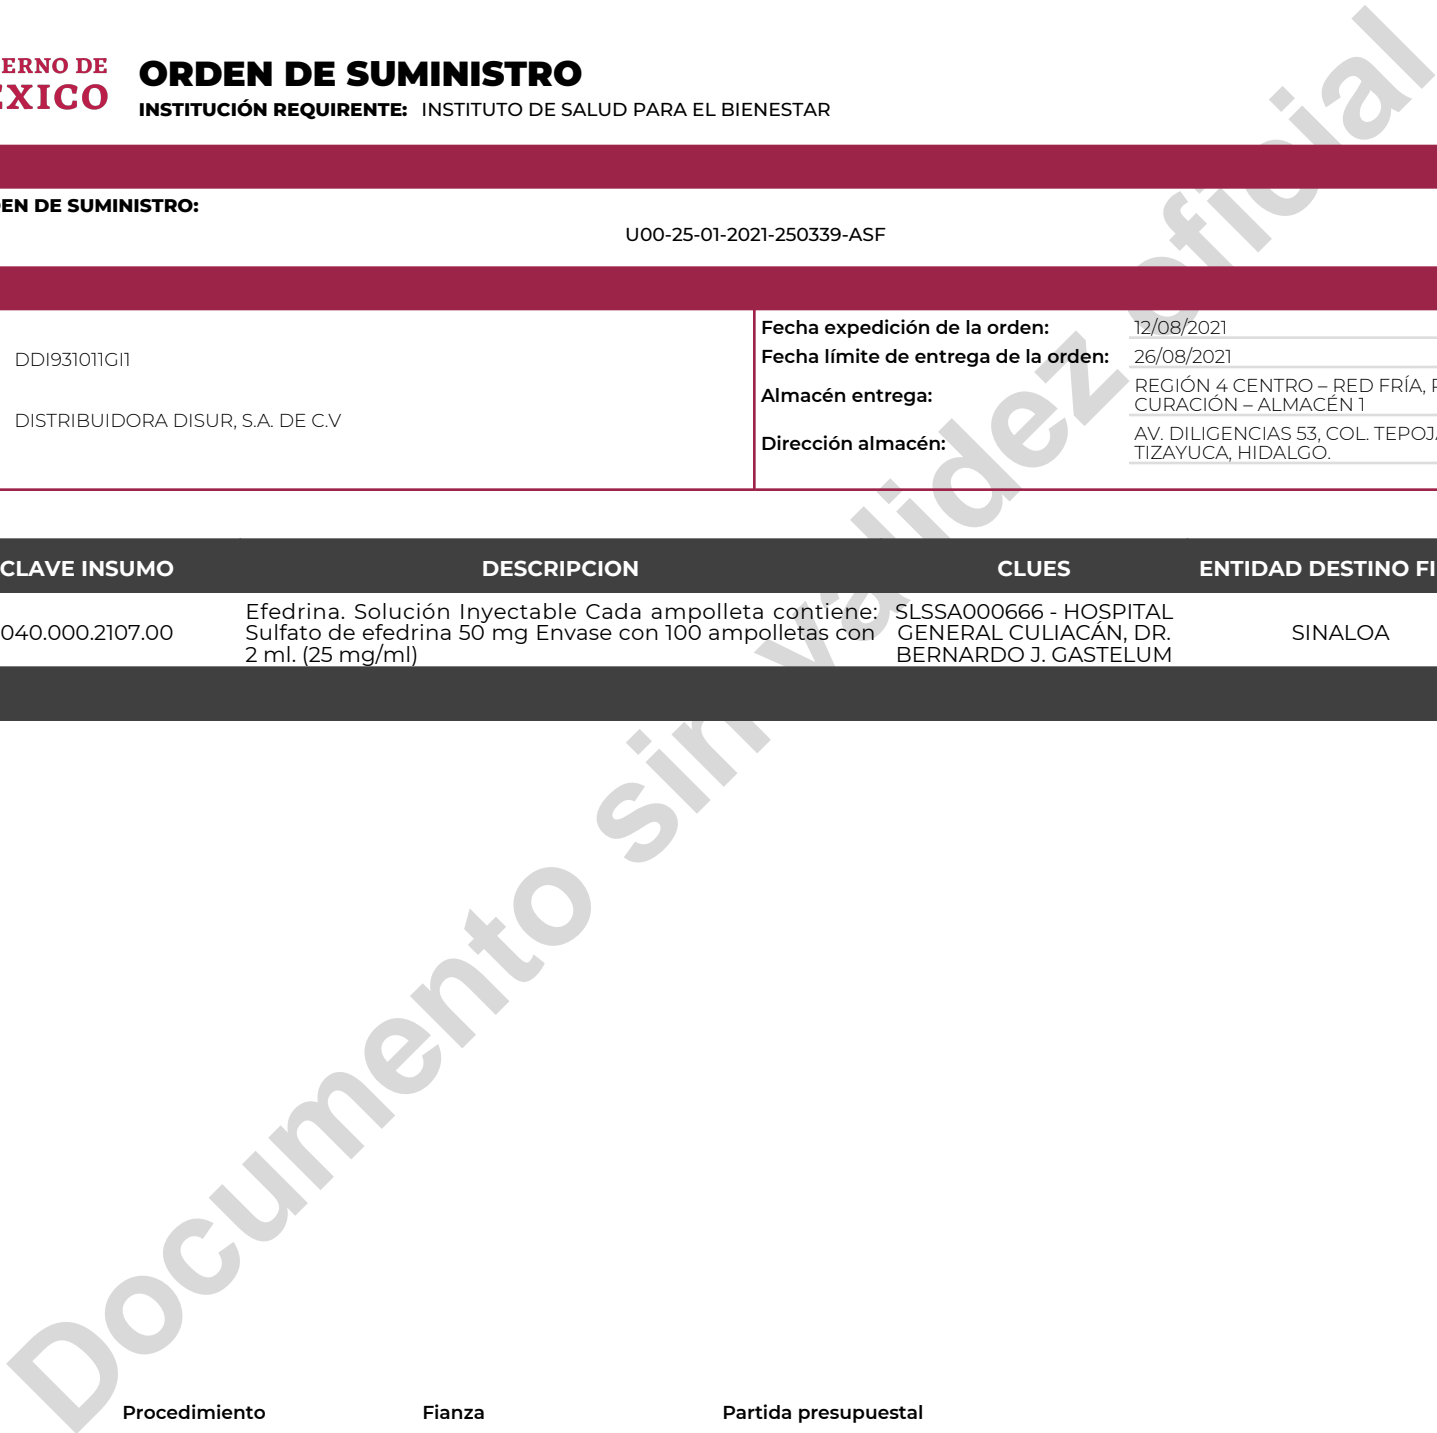 ERNO DE
EXICO
ORDEN DE SUMINISTRO
INSTITUCIÓN REQUIRENTE: INSTITUTO DE SALUD PARA EL BIENESTAR
EN DE SUMINISTRO:
U00-25-01-2021-250339-ASF
DDI931011GI1
DISTRIBUIDORA DISUR, S.A. DE C.V
Fecha expedición de la orden: 12/08/2021
Fecha límite de entrega de la orden: 26/08/2021
Almacén entrega: REGIÓN 4 CENTRO – RED FRÍA,
CURACIÓN – ALMACÉN 1
Dirección almacén: AV. DILIGENCIAS 53, COL. TEPOJ
TIZAYUCA, HIDALGO.
CLAVE INSUMO DESCRIPCION CLUES ENTIDAD DESTINO FI
040.000.2107.00
Efedrina. Solución Inyectable Cada ampolleta contiene:
Sulfato de efedrina 50 mg Envase con 100 ampolletas con
2 ml. (25 mg/ml)
SLSSA000666 - HOSPITAL
GENERAL CULIACÁN, DR.
BERNARDO J. GASTELUM
SINALOA
Documento sin validez oficial
Procedimiento Fianza Partida presupuestal